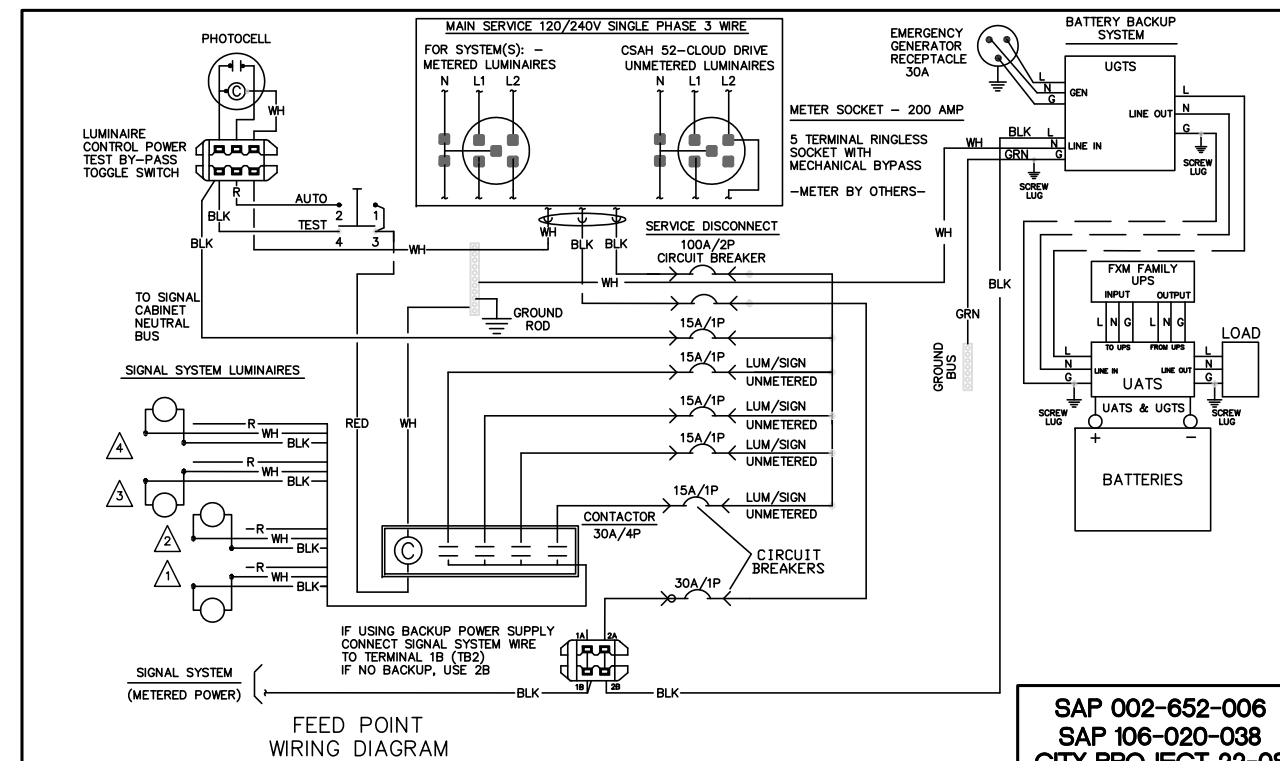 PHOTOCELL
C
WH
LUMINAIRE
CONTROL POWER
TEST BY-PASS
TOGGLE SWITCH
R
BLK
BLK
AUTO
TEST
2
1
4
3
WH
MAIN SERVICE 120/240V SINGLE PHASE 3 WIRE
FOR SYSTEM(S): -
METERED LUMINAIRES
N L1 L2
CSAH 52-CLOUD DRIVE
UNMETERED LUMINAIRES
N L1 L2
METER SOCKET - 200 AMP
5 TERMINAL RINGLESS
SOCKET WITH
MECHANICAL BYPASS
-METER BY OTHERS-
EMERGENCY
GENERATOR
RECEPTACLE
30A
BATTERY BACKUP
SYSTEM
UGTS
L
N
G
GEN
LINE OUT
L
N
G
SCREW
LUG
BLK L
WH N
GRN G
LINE IN
SCREW
LUG
WH
BLK
BLK
SERVICE DISCONNECT
100A/2P
CIRCUIT BREAKER
WH
GROUND
ROD
TO SIGNAL
CABINET
NEUTRAL
BUS
15A/1P
15A/1P
LUM/SIGN
UNMETERED
15A/1P
LUM/SIGN
UNMETERED
15A/1P
LUM/SIGN
UNMETERED
15A/1P
LUM/SIGN
UNMETERED
WH
BLK
GRN
GROUND
BUS
FXM FAMILY
UPS
INPUT OUTPUT
L N G L N G
TO UPS FROM UPS
LOAD
L
N
G
LINE IN
LINE OUT
L
N
G
UATS
SCREW
LUG
UATS & UGTS
SCREW
LUG
+ -
BATTERIES
SIGNAL SYSTEM LUMINAIRES
4
R
WH
BLK
3
R
WH
BLK
2
R
WH
BLK
1
R
WH
BLK
RED
WH
C
CONTACTOR
30A/4P
CIRCUIT
BREAKERS
30A/1P
IF USING BACKUP POWER SUPPLY
CONNECT SIGNAL SYSTEM WIRE
TO TERMINAL 1B (TB2)
IF NO BACKUP, USE 2B
1A 2A
1B 2B
SIGNAL SYSTEM
(METERED POWER)
BLK
BLK
FEED POINT
WIRING DIAGRAM
SAP 002-652-006
SAP 106-020-038
CITY PROJECT 22-08